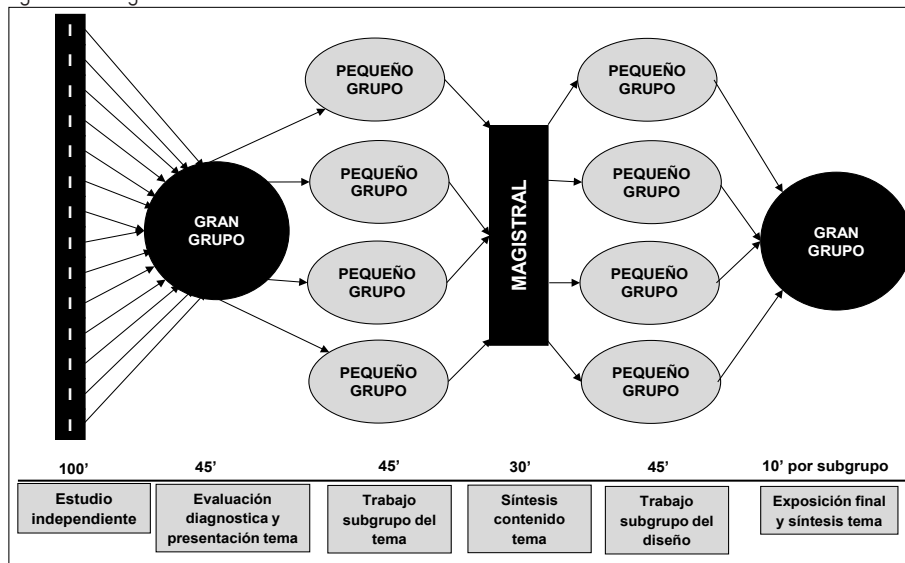 PEQUEÑO
GRUPO
PEQUEÑO
GRUPO
PEQUEÑO
GRUPO
PEQUEÑO
GRUPO
GRAN
GRUPO
PEQUEÑO
GRUPO
PEQUEÑO
GRUPO
PEQUEÑO
GRUPO
PEQUEÑO
GRUPO
MAGISTRAL
GRAN
GRUPO
100’
45’
45’
30’
45’
10’ por subgrupo
Estudio
independiente
Evaluación
diagnostica y
presentación tema
Trabajo
subgrupo del
tema
Síntesis
contenido
tema
Trabajo
subgrupo del
diseño
Exposición final
y síntesis tema